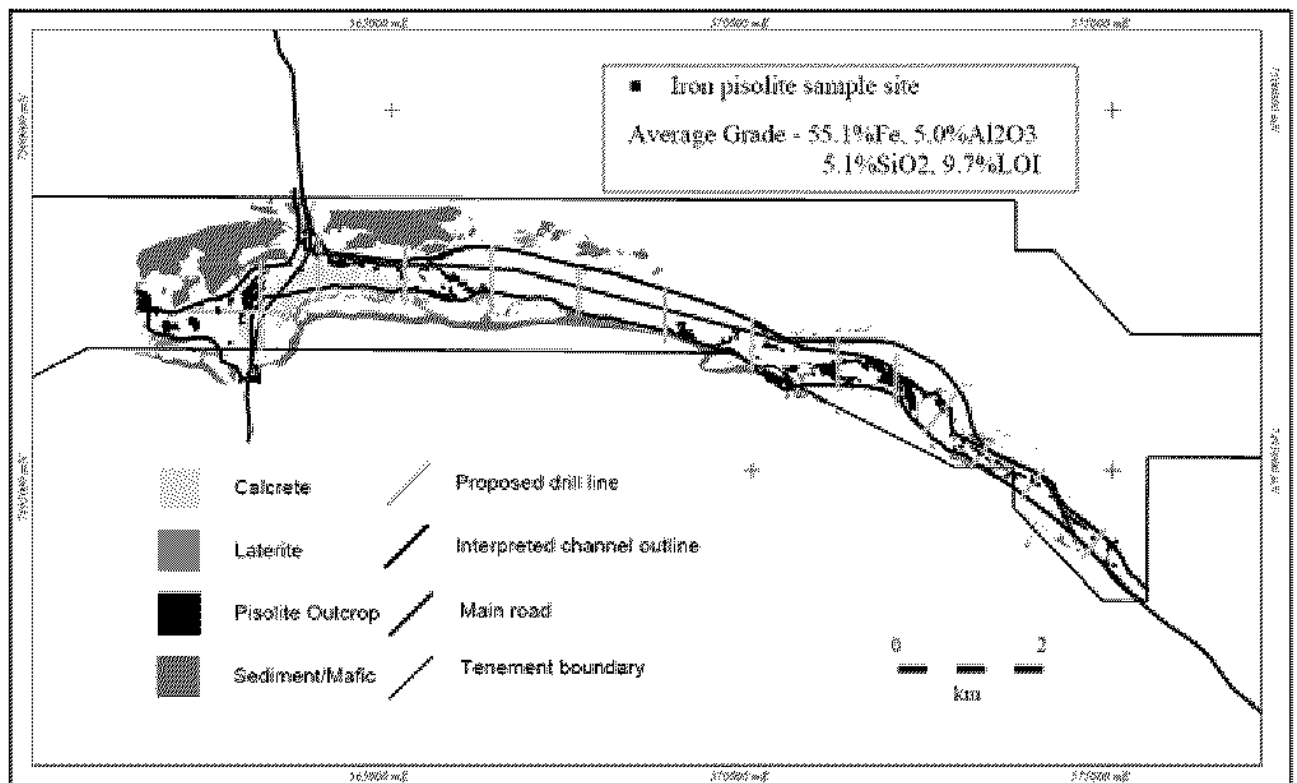 Iron pisolite sample site
Average Grade - 55.1%Fe, 5.0%Al2O3
5.1%SiO2, 9.7%LOI
Calcrete
Laterite
Pisolite Outcrop
Sediment/Mafic
Proposed drill line
Interpreted channel outline
Main road
Tenement boundary
0 2
km